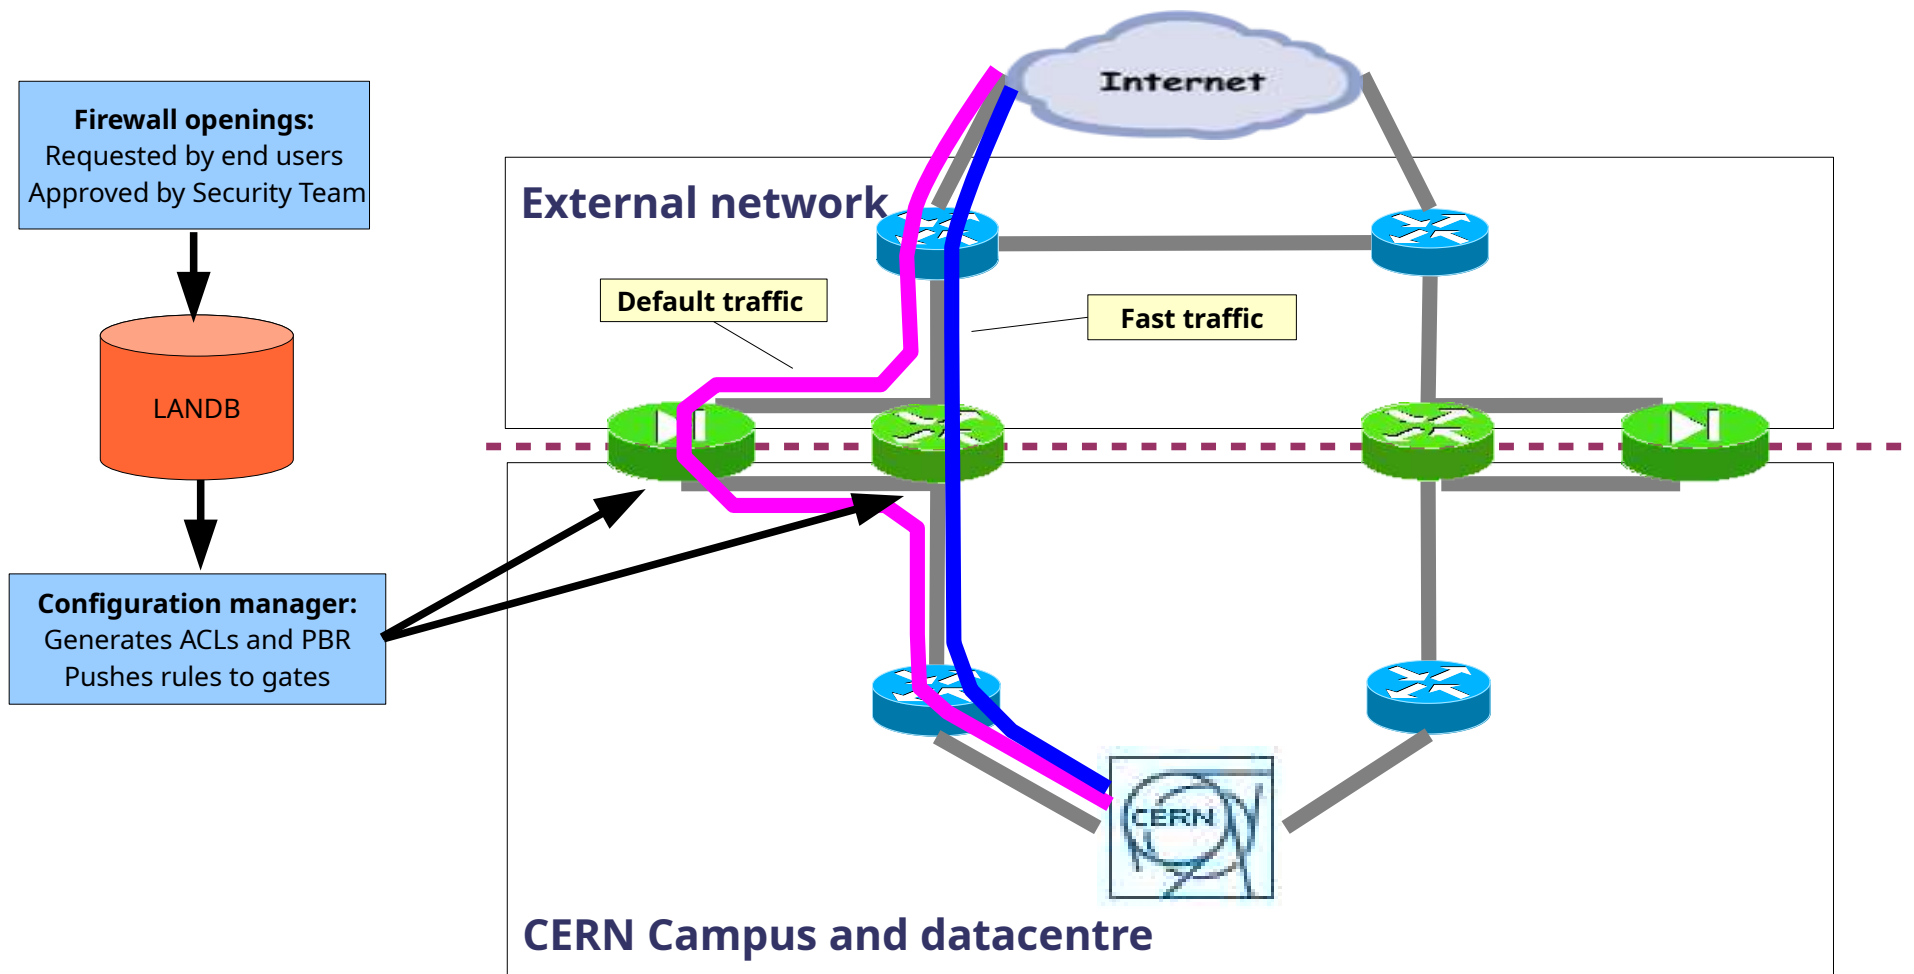 Internet
Firewall openings:
Requested by end users
Approved by Security Team
External network
Default traffic
Fast traffic
LANDB
Configuration manager:
Generates ACLs and PBR
Pushes rules to gates
CERN
CERN Campus and datacentre